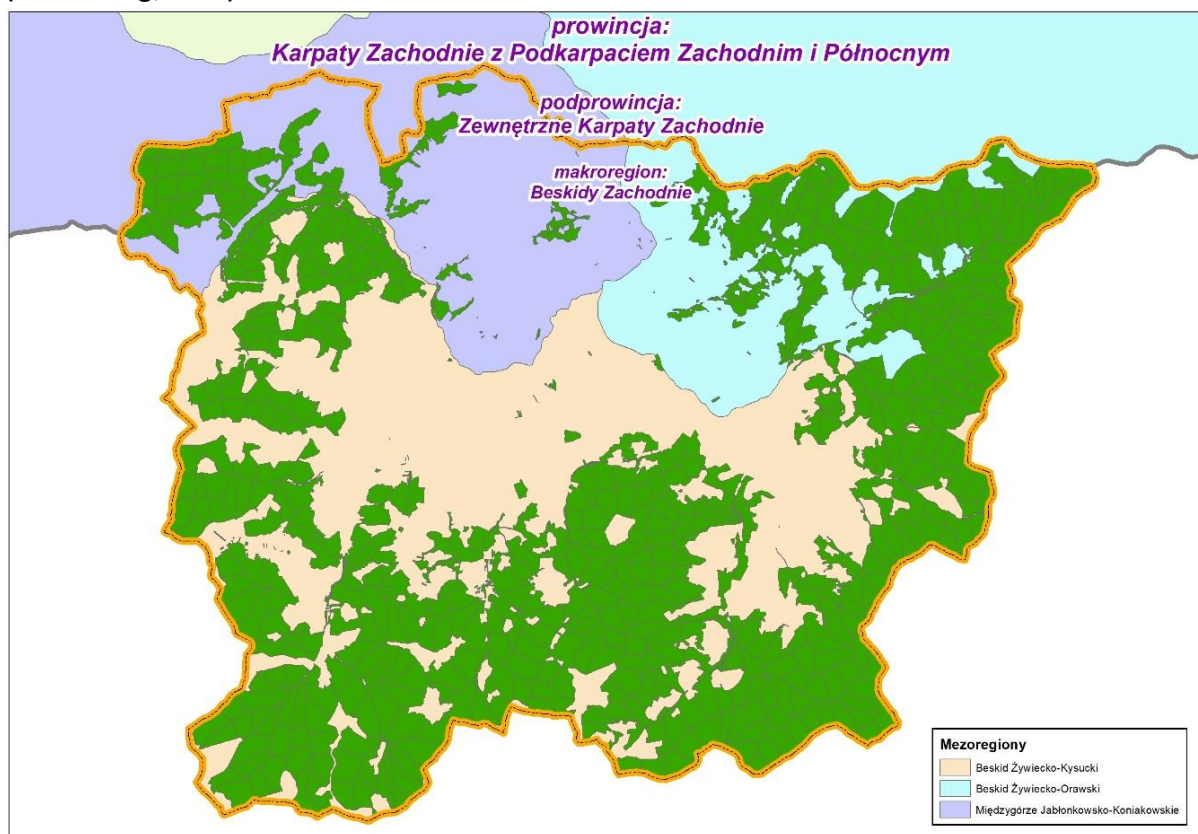 prowincja:
Karpaty Zachodnie z Podkarpaciem Zachodnim i Północnym
podprowincja:
Zewnętrzne Karpaty Zachodnie
makroregion:
Beskidy Zachodnie
Mezoregiony
Beskid Żywiecko-Kysucki
Beskid Żywiecko-Orawski
Międzygórze Jabłonkowsko-Koniakowskie